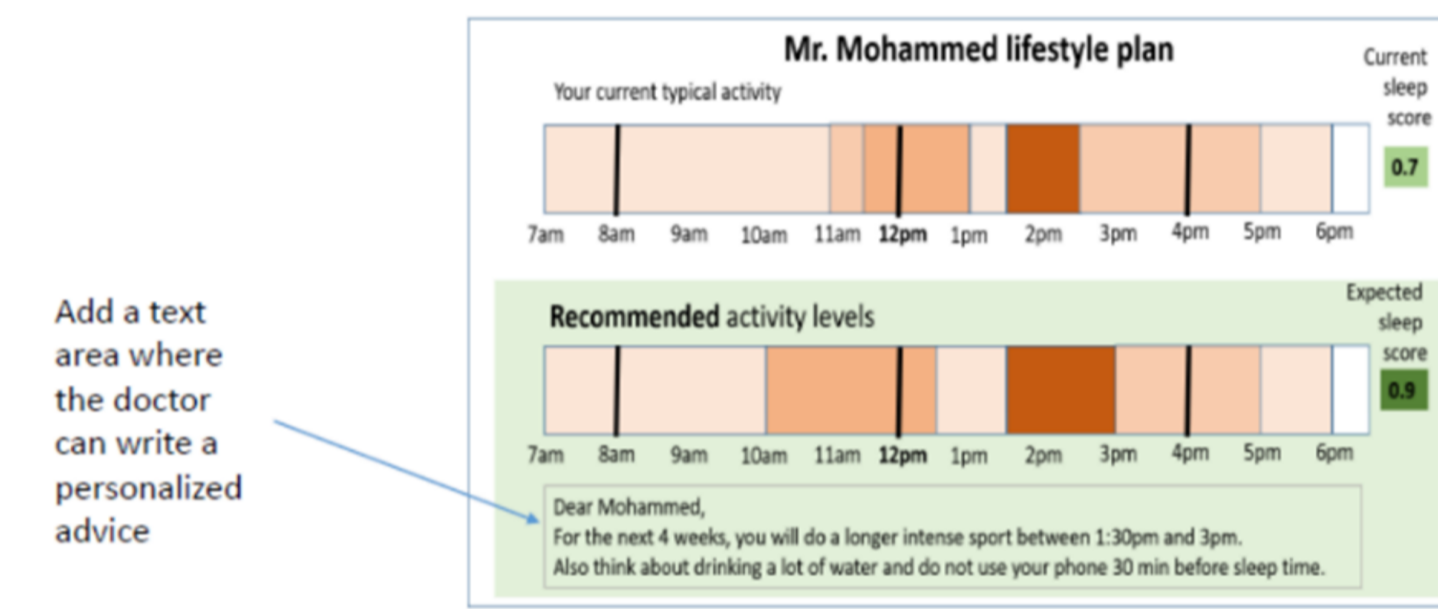 Mr. Mohammed lifestyle plan
Current
sleep
score
Your current typical activity
0.7
7am 8am 9am 10am 11am 12pm 1pm 2pm 3pm 4pm 5pm 6pm
Add a text
area where
the doctor
can write a
personalized
advice
Expected
sleep
score
Recommended activity levels
0.9
7am 8am 9am 10am 11am 12pm 1pm 2pm 3pm 4pm 5pm 6pm
Dear Mohammed,
For the next 4 weeks, you will do a longer intense sport between 1:30pm and 3pm.
Also think about drinking a lot of water and do not use your phone 30 min before sleep time.